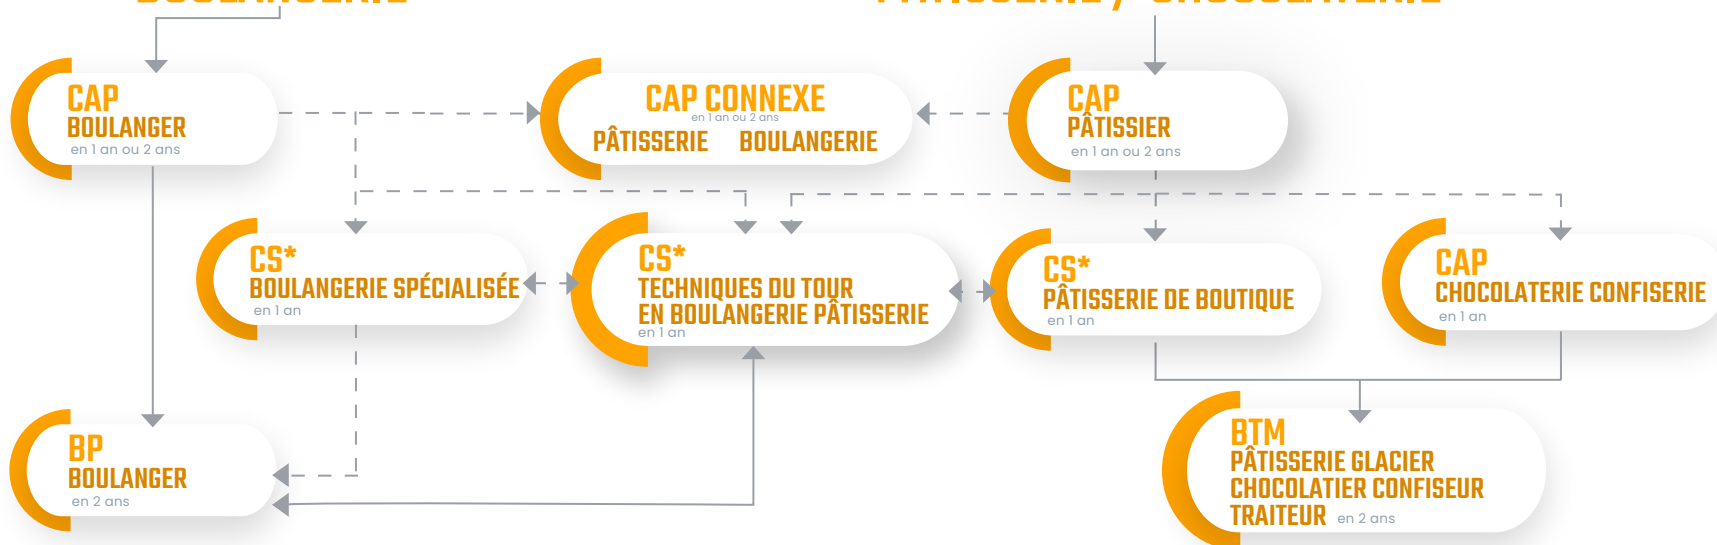 BOULANGERIE
PÂTISSERIE / CHOCOLATERIE
CAP
BOULANGER
en 1 an ou 2 ans
CAP CONNEXE
en 1 an ou 2 ans
PÂTISSERIE BOULANGERIE
CAP
PÂTISSIER
en 1 an ou 2 ans
CS*
BOULANGERIE SPÉCIALISÉE
en 1 an
CS*
TECHNIQUES DU TOUR
EN BOULANGERIE PÂTISSERIE
en 1 an
CS*
PÂTISSERIE DE BOUTIQUE
en 1 an
CAP
CHOCOLATERIE CONFISERIE
en 1 an
BP
BOULANGER
en 2 ans
BTM
PÂTISSERIE GLACIER
CHOCOLATIER CONFISEUR
TRAITEUR en 2 ans